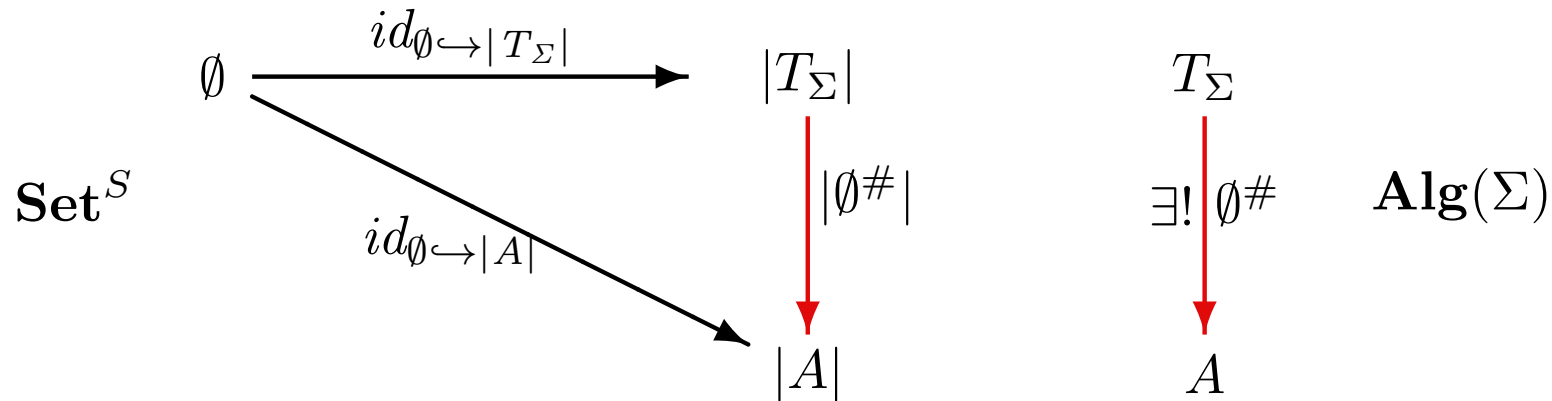 id_{∅↪|T_Σ|}
∅ |T_Σ| T_Σ
Set^S |∅^#| ∃! ∅^# Alg(Σ)
id_{∅↪|A|}
|A| A